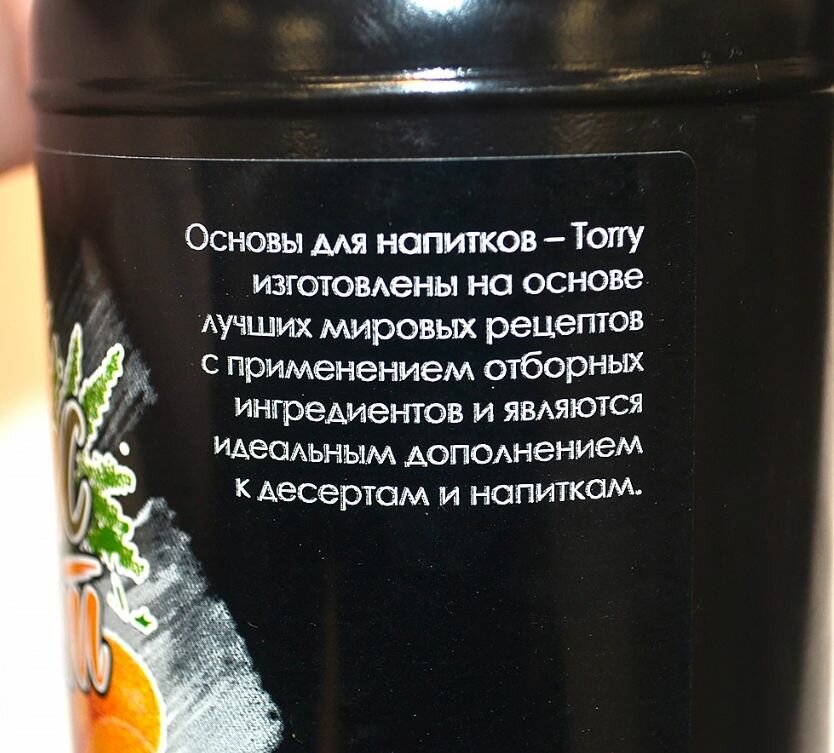 Основы для напитков – Torry
изготовлены на основе
лучших мировых рецептов
с применением отборных
ингредиентов и являются
идеальным дополнением
к десертам и напиткам.